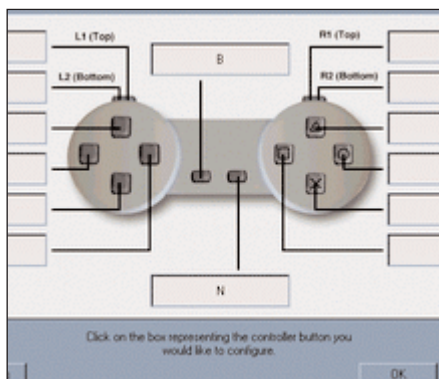 L1 (Top)
R1 (Top)
B
L2 (Bottom)
R2 (Bottom)
N
Click on the box representing the controller button you
would like to configure.
OK